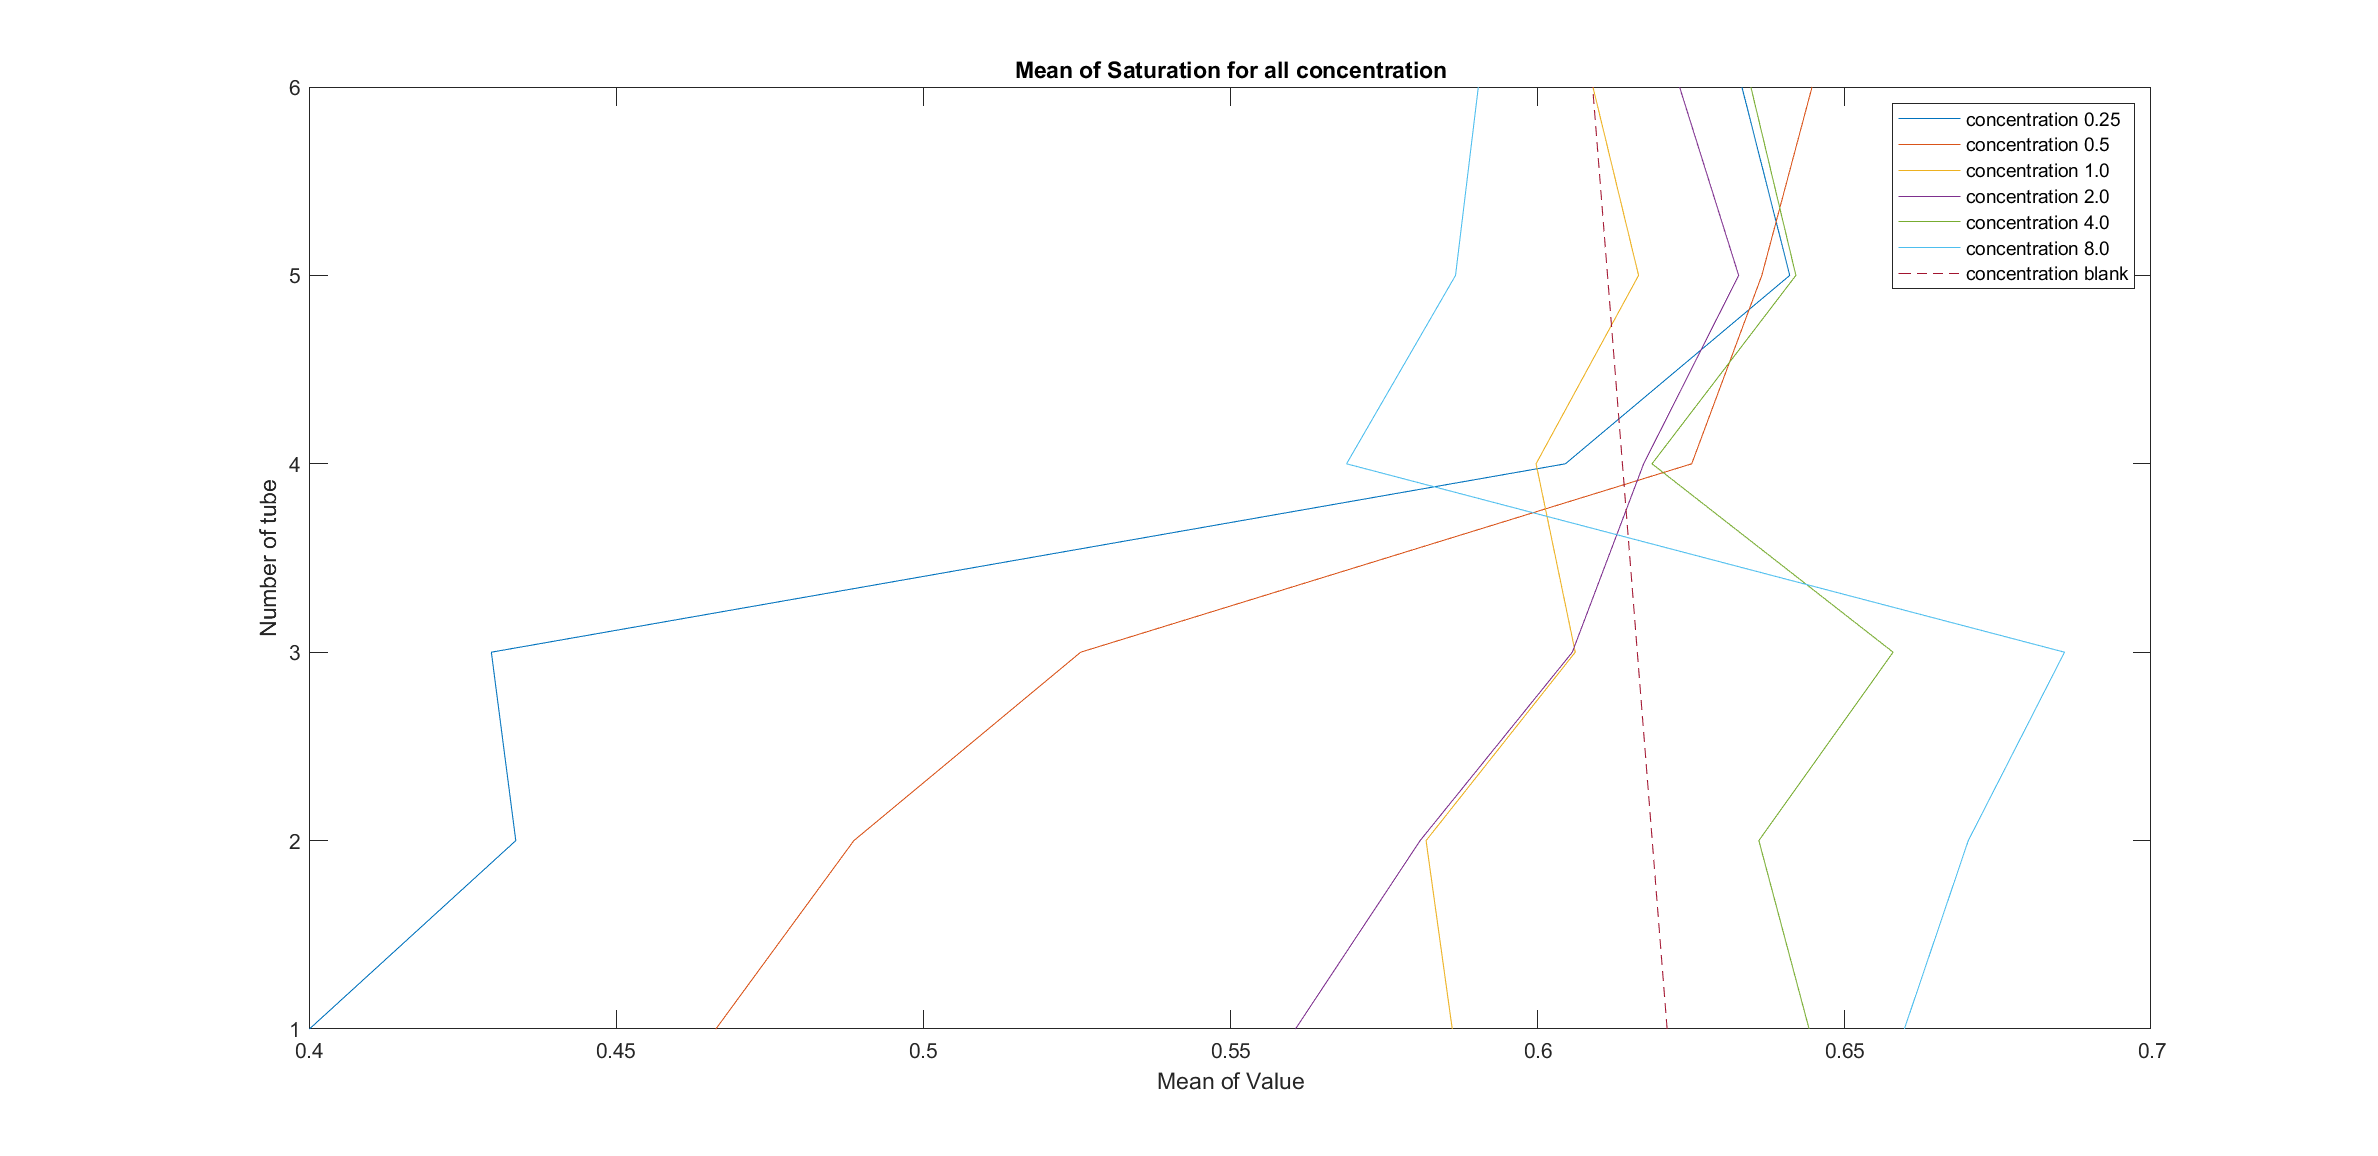 Mean of Saturation for all concentration
6
5
4
3
2
1
Number of tube
concentration 0.25
concentration 0.5
concentration 1.0
concentration 2.0
concentration 4.0
concentration 8.0
concentration blank
0.4 0.45 0.5 0.55 0.6 0.65 0.7
Mean of Value